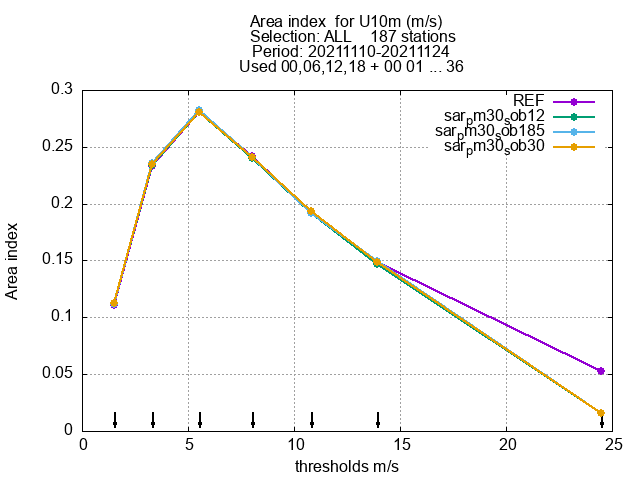 Area index  for U10m (m/s)
Selection: ALL    187 stations
Period: 20211110-20211124
Used 00,06,12,18 + 00 01 ... 36
REF
sar_pm30_sob12
sar_pm30_sob185
sar_pm30_sob30
0.3
0.25
0.2
0.15
0.1
0.05
0
Area index
0 5 10 15 20 25
thresholds m/s